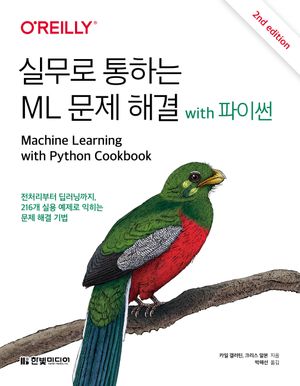 O'REILLY®
2nd edition
실무로 통하는
ML 문제 해결 with 파이썬
Machine Learning
with Python Cookbook
전처리부터 딥러닝까지,
216개 실용 예제로 익히는
문제 해결 기법
한빛미디어
카일 갤러틴, 크리스 알본 지음
박해선 옮김